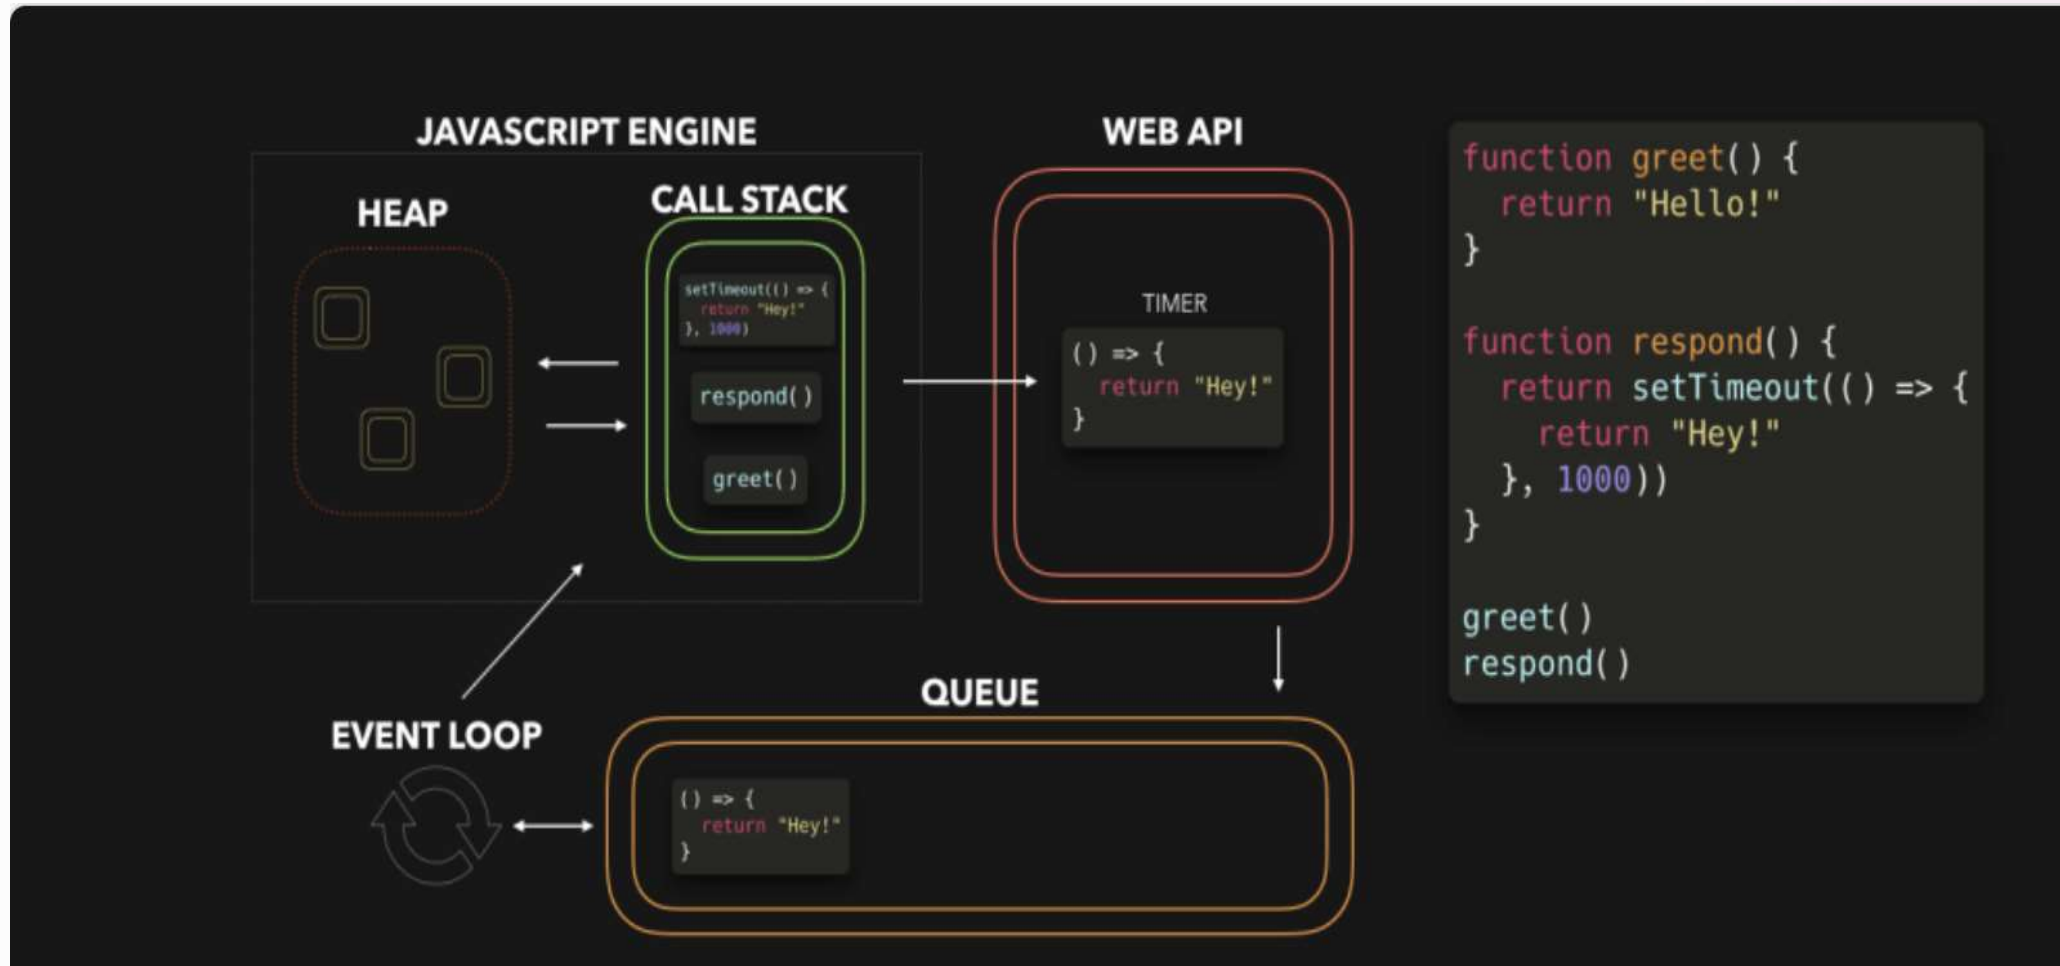 JAVASCRIPT ENGINE
HEAP
CALL STACK
setTimeout(() => {
  return "Hey!"
}, 1000)
respond()
greet()
WEB API
TIMER
() => {
  return "Hey!"
}
function greet() {
  return "Hello!"
}
function respond() {
  return setTimeout(() => {
    return "Hey!"
  }, 1000))
}
greet()
respond()
EVENT LOOP
QUEUE
() => {
  return "Hey!"
}